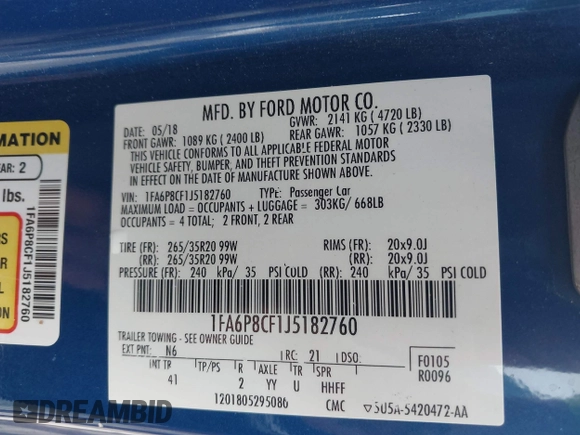 MFD. BY FORD MOTOR CO.
DATE: 05/18
GVWR: 2141 KG ( 4720 LB)
FRONT GAWR: 1089 KG ( 2400 LB)
REAR GAWR: 1057 KG ( 2330 LB)
THIS VEHICLE CONFORMS TO ALL APPLICABLE FEDERAL MOTOR
VEHICLE SAFETY, BUMPER, AND THEFT PREVENTION STANDARDS
IN EFFECT ON THE DATE OF MANUFACTURE SHOWN ABOVE.
VIN: 1FA6P8CF1J5182760 TYPE: Passenger Car
MAXIMUM LOAD = OCCUPANTS + LUGGAGE = 303KG/ 668LB
OCCUPANTS = 4 TOTAL; 2 FRONT, 2 REAR
TIRE (FR): 265/35R20 99W RIMS (FR): 20x9.0J
(RR): 265/35R20 99W (RR): 20x9.0J
PRESSURE (FR): 240 kPa/ 35 PSI COLD (RR): 240 kPa/ 35 PSI COLD
1FA6P8CF1J5182760
TRAILER TOWING - SEE OWNER GUIDE
EXT PNT: N6 RC: 21 DSO:
F0105
R0096
INT TR TP/PS R AXLE TR SPR
41 2 YY U HHFF
1201805295086 CMC 5U5A-5420472-AA
MATION
AR: 2
lbs.
RS
R
AL
ION
1FA6P8CF1J5182760
DREAMBID